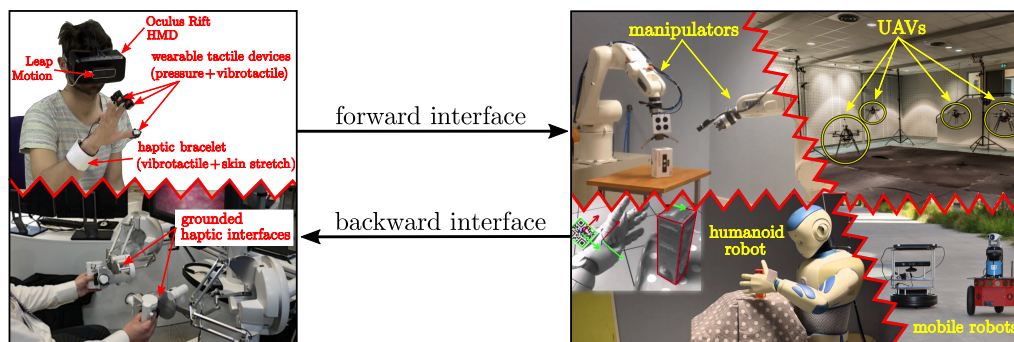 Oculus Rift
HMD
Leap
Motion
wearable tactile devices
(pressure+vibrotactile)
haptic bracelet
(vibrotactile+skin stretch)
grounded
haptic interfaces
forward interface
backward interface
manipulators
UAVs
humanoid
robot
mobile robots